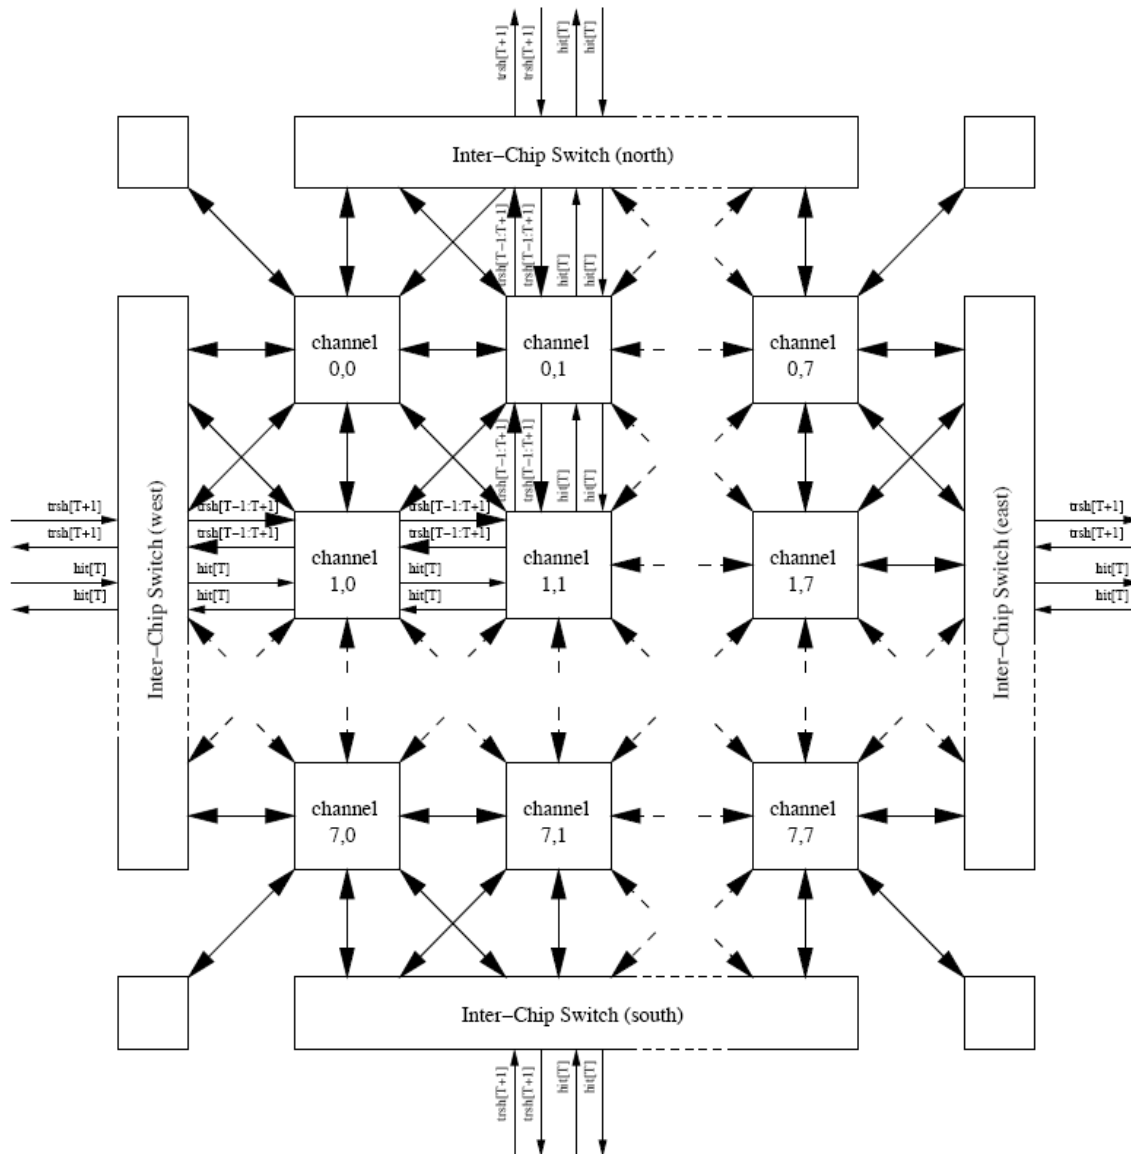 trsh[T+1]
trsh[T+1]
hit[T]
hit[T]
Inter−Chip Switch (north)
trsh[T−1:T+1]
trsh[T−1:T+1]
hit[T]
hit[T]
channel
0,0
channel
0,1
channel
0,7
trsh[T−1:T+1]
trsh[T−1:T+1]
hit[T]
hit[T]
Inter−Chip Switch (west)
trsh[T+1]
trsh[T+1]
hit[T]
hit[T]
trsh[T−1:T+1]
trsh[T−1:T+1]
hit[T]
hit[T]
channel
1,0
trsh[T−1:T+1]
trsh[T−1:T+1]
hit[T]
hit[T]
channel
1,1
channel
1,7
Inter−Chip Switch (east)
trsh[T+1]
trsh[T+1]
hit[T]
hit[T]
channel
7,0
channel
7,1
channel
7,7
Inter−Chip Switch (south)
trsh[T+1]
trsh[T+1]
hit[T]
hit[T]